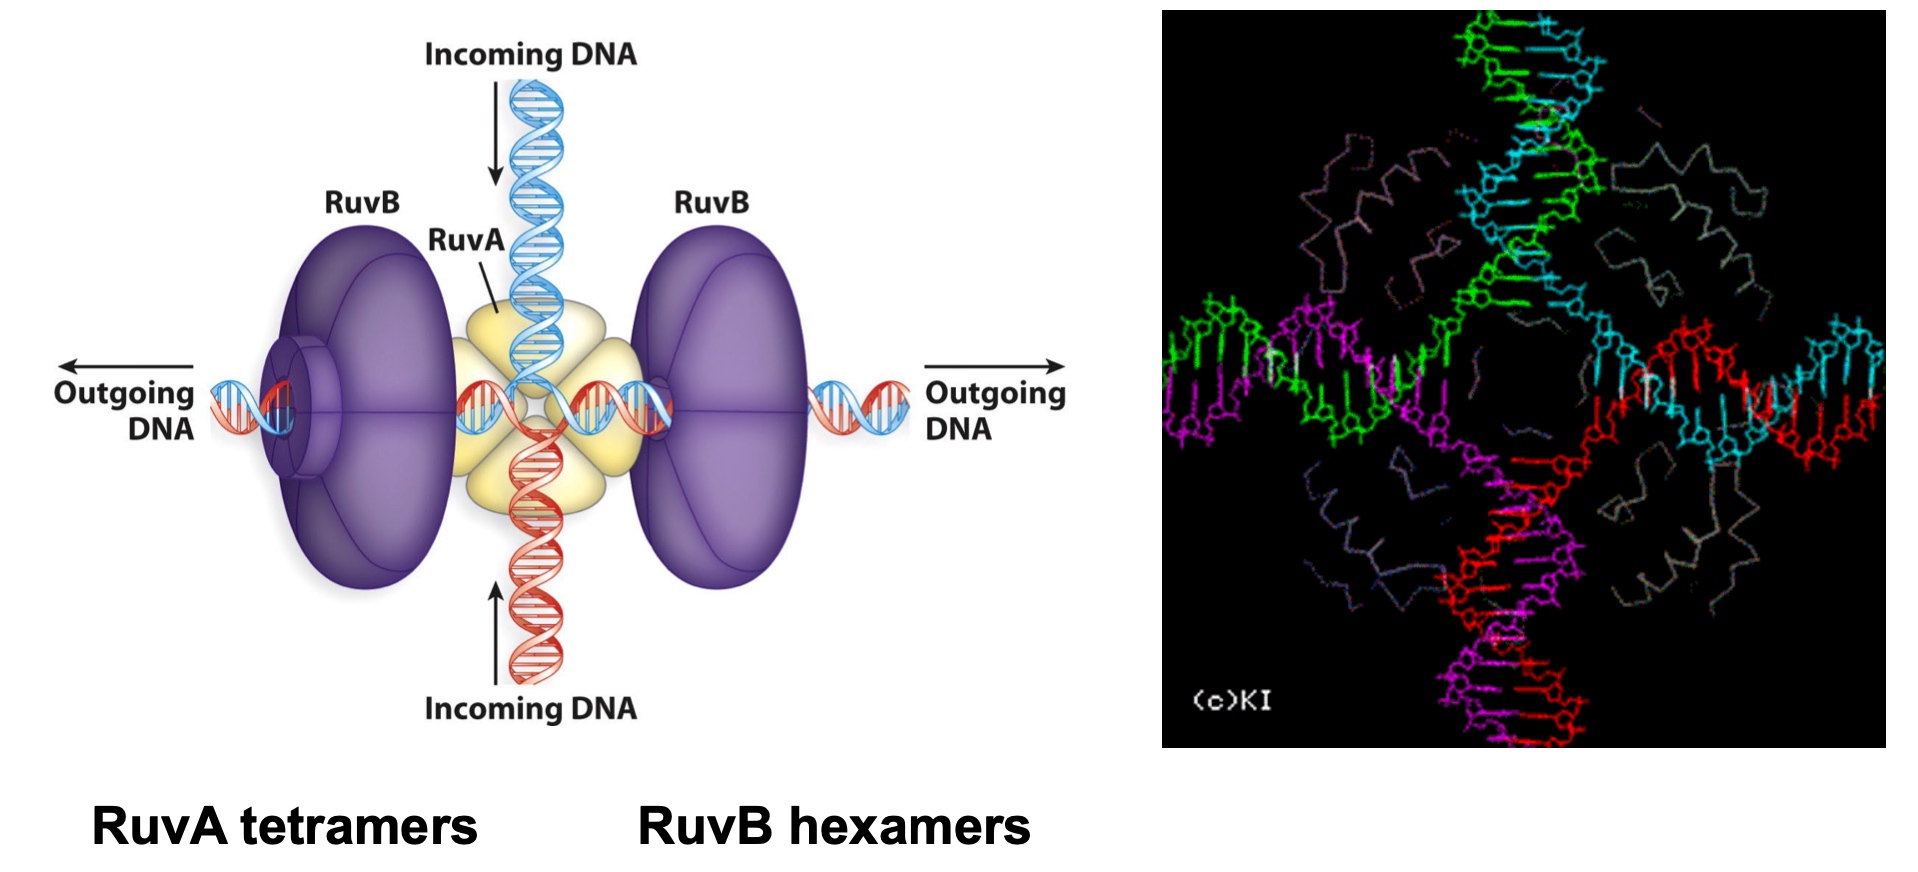 Incoming DNA
RuvB
RuvB
RuvA
Outgoing
DNA
Outgoing
DNA
Incoming DNA
(c)KI
RuvA tetramers
RuvB hexamers